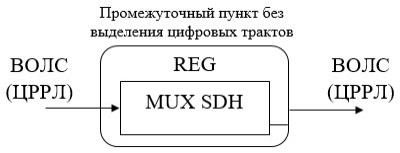 Промежуточный пункт без
выделения цифровых трактов
ВОЛС
(ЦРРЛ)
REG
MUX SDH
ВОЛС
(ЦРРЛ)